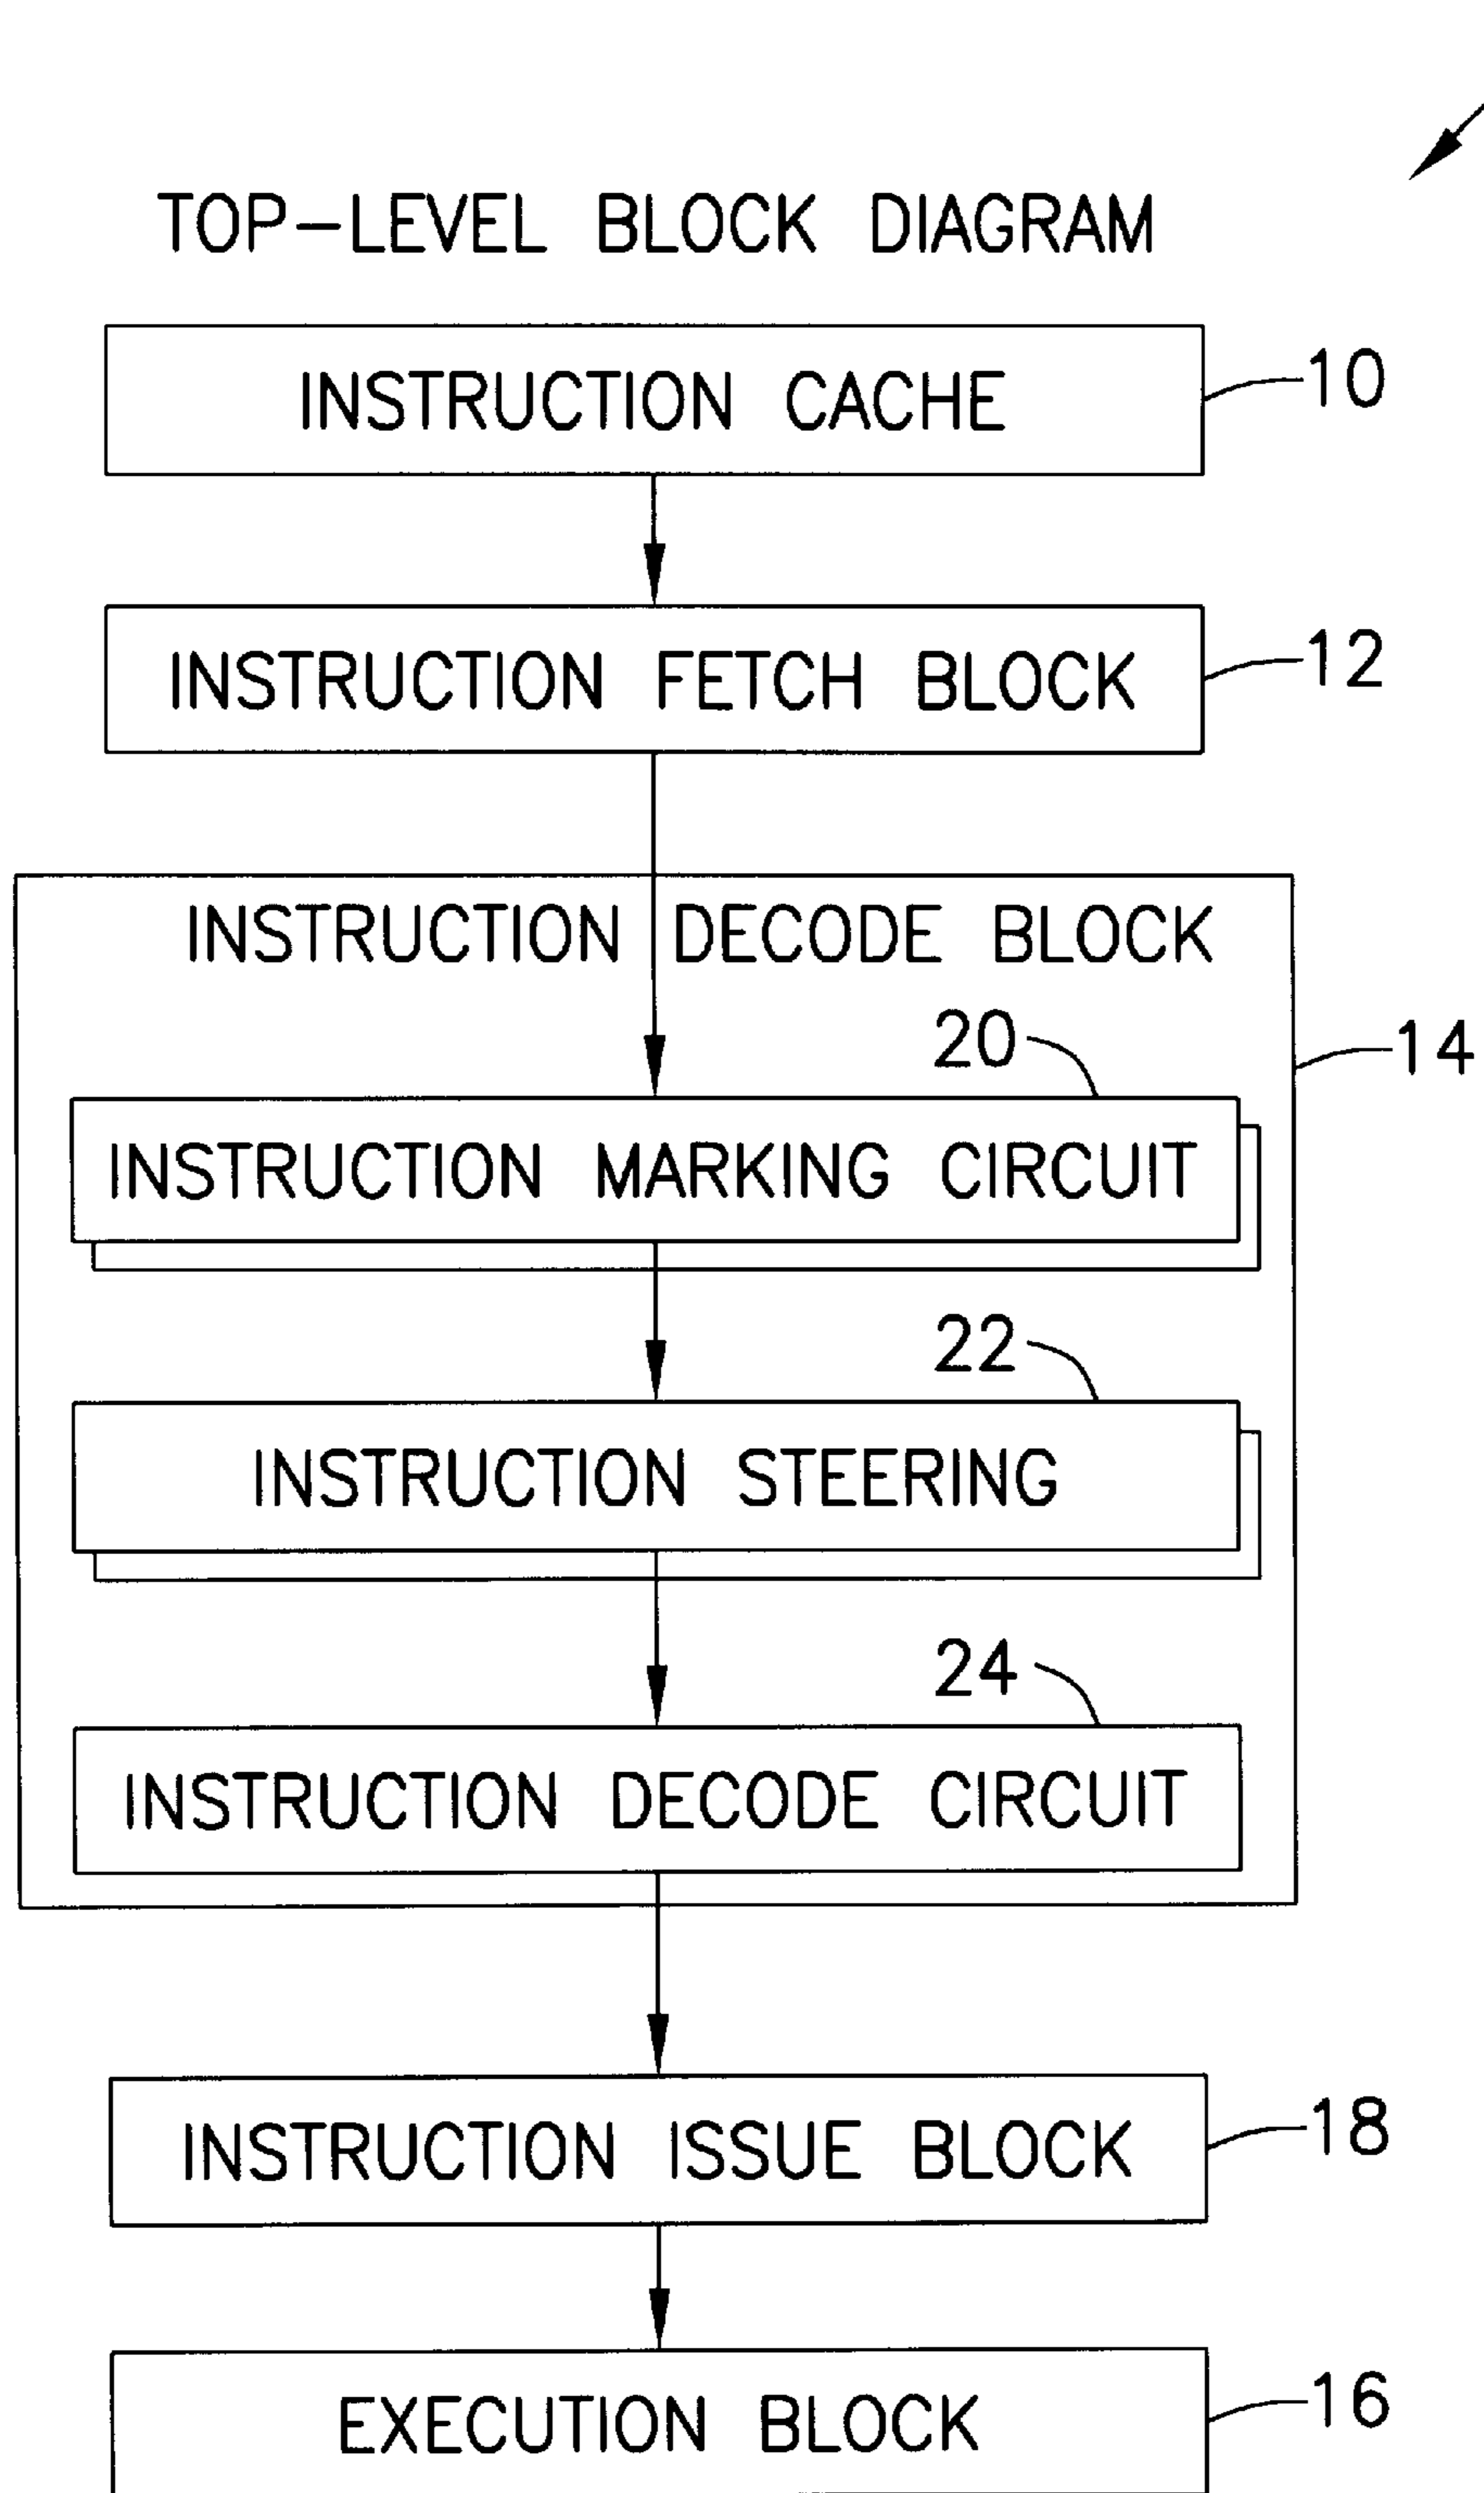 TOP-LEVEL BLOCK DIAGRAM
INSTRUCTION CACHE
10
INSTRUCTION FETCH BLOCK
12
INSTRUCTION DECODE BLOCK
14
20
INSTRUCTION MARKING CIRCUIT
22
INSTRUCTION STEERING
24
INSTRUCTION DECODE CIRCUIT
INSTRUCTION ISSUE BLOCK
18
EXECUTION BLOCK
16